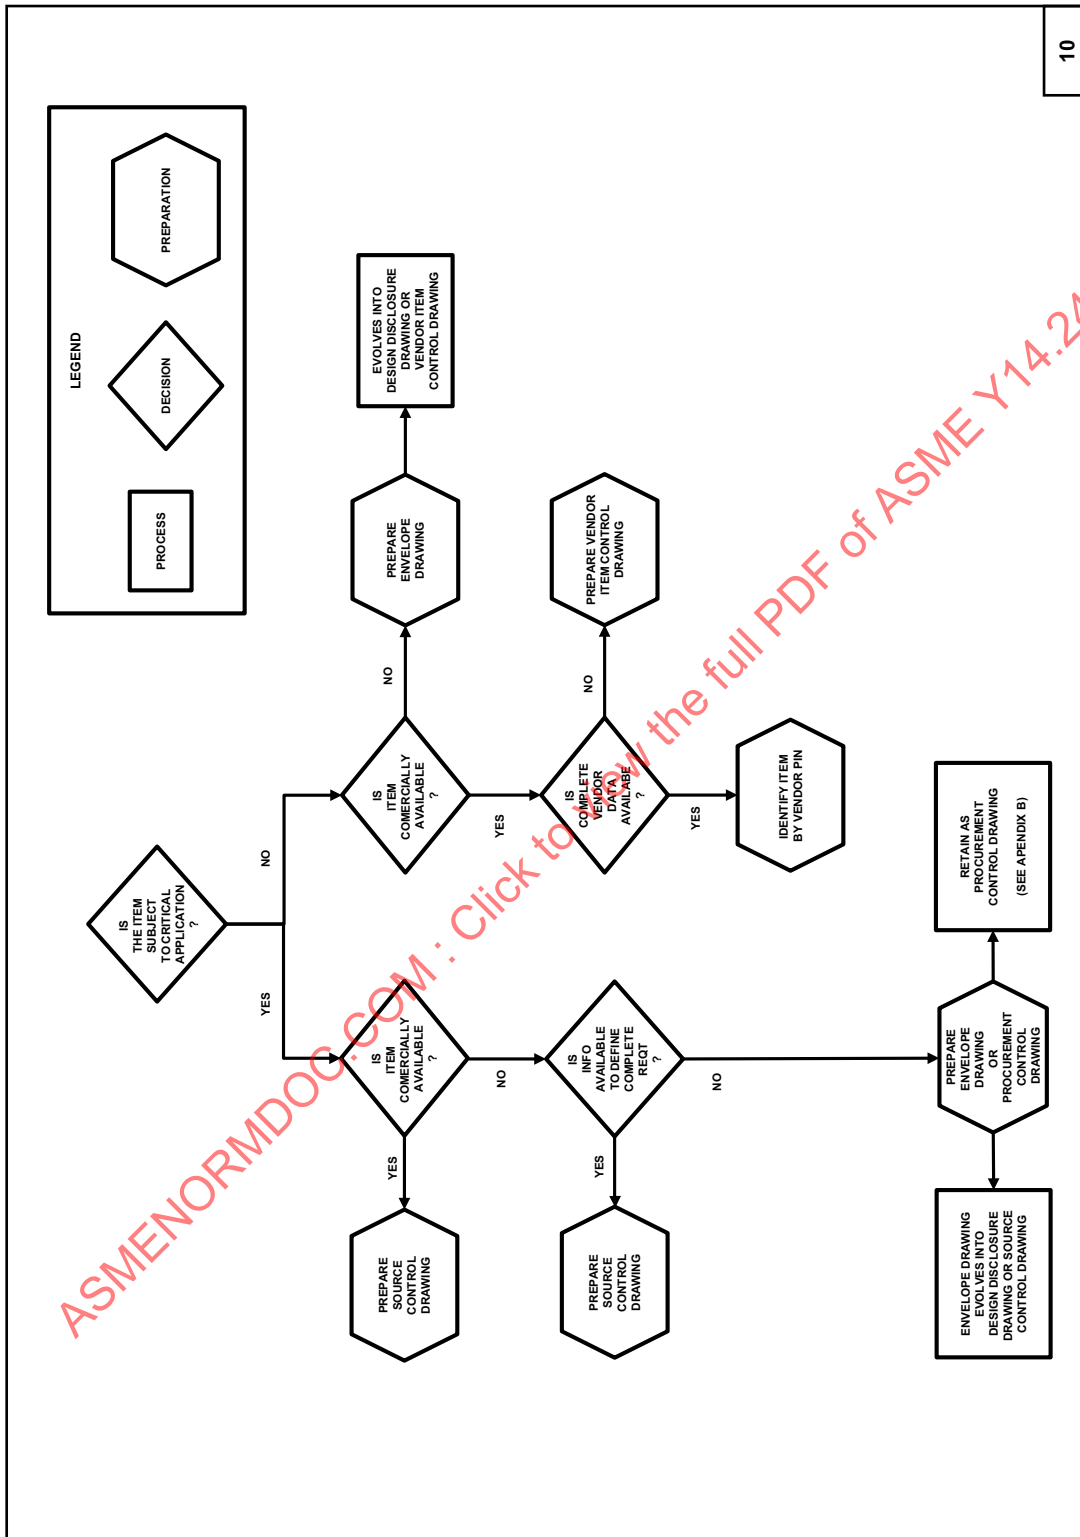 10
LEGEND
PROCESS
DECISION
PREPARATION
IS
THE ITEM
SUBJECT
TO CRITICAL
APPLICATION
?
YES
NO
IS
ITEM
COMERCIALLY
AVAILABLE
?
YES
NO
PREPARE
SOURCE
CONTROL
DRAWING
IS
INFO
AVAILABLE
TO DEFINE
COMPLETE
REQT
?
YES
NO
PREPARE
SOURCE
CONTROL
DRAWING
PREPARE
ENVELOPE
DRAWING
OR
PROCUREMENT
CONTROL
DRAWING
ENVELOPE DRAWING
EVOLVES INTO
DESIGN DISCLOSURE
DRAWING OR SOURCE
CONTROL DRAWING
RETAIN AS
PROCUREMENT
CONTROL DRAWING
(SEE APENDIX B)
IS
ITEM
COMERCIALLY
AVAILABLE
?
NO
YES
PREPARE
ENVELOPE
DRAWING
EVOLVES INTO
DESIGN DISCLOSURE
DRAWING OR
VENDOR ITEM
CONTROL DRAWING
IS
COMPLETE
VENDOR
DATA
AVAILABE
?
NO
YES
PREPARE VENDOR
ITEM CONTROL
DRAWING
IDENTIFY ITEM
BY VENDOR PIN
ASMENORMDOC.COM : Click to view the full PDF of ASME Y14.24